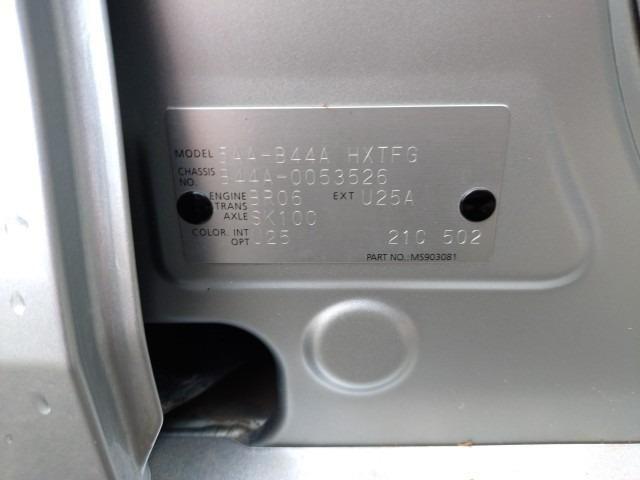 MODEL 5AA-B44A HXTFG
CHASSIS NO. B44A-0053526
ENGINE BR06 EXT U25A
TRANS
AXLE SK10C
COLOR. INT U25
OPT 21C 502
PART NO.: MS903081